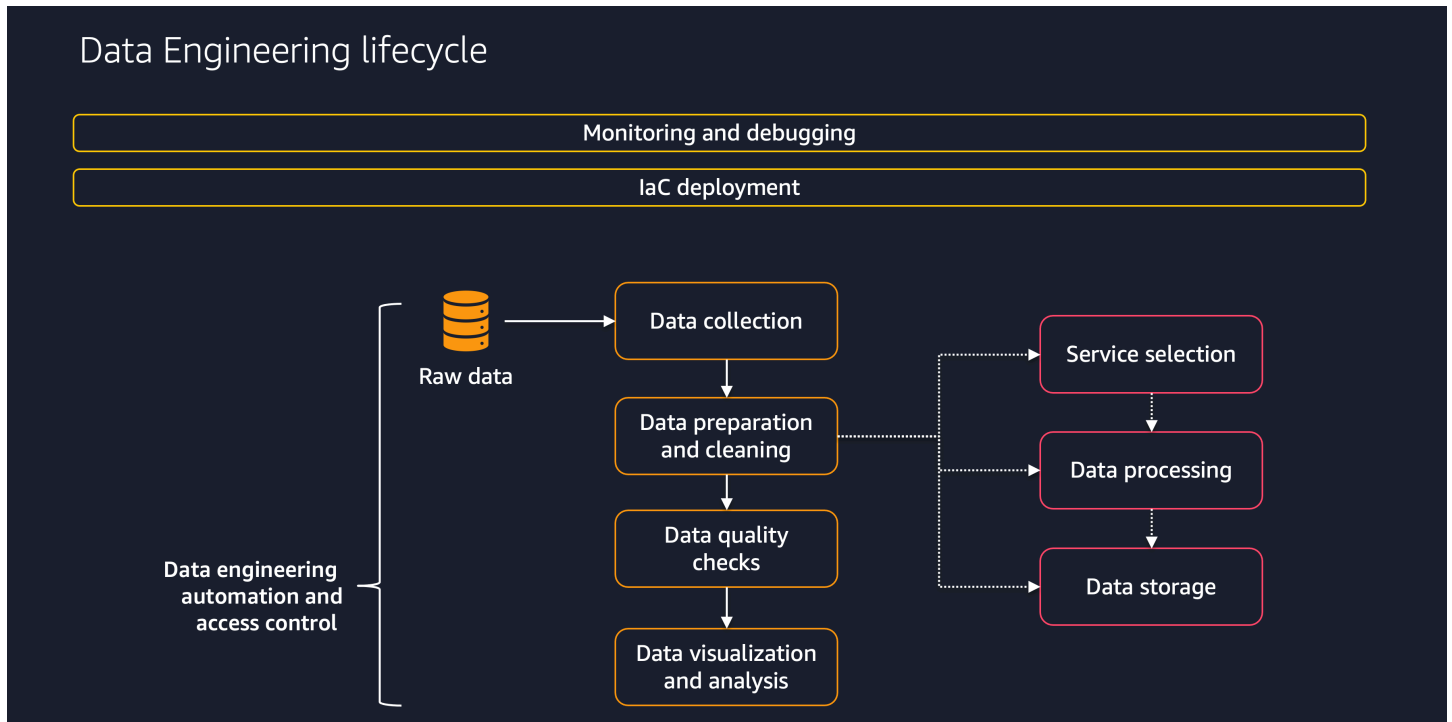 Data Engineering lifecycle
Monitoring and debugging
IaC deployment
Raw data
Data collection
Data preparation
and cleaning
Data quality
checks
Data visualization
and analysis
Service selection
Data processing
Data storage
Data engineering
automation and
access control